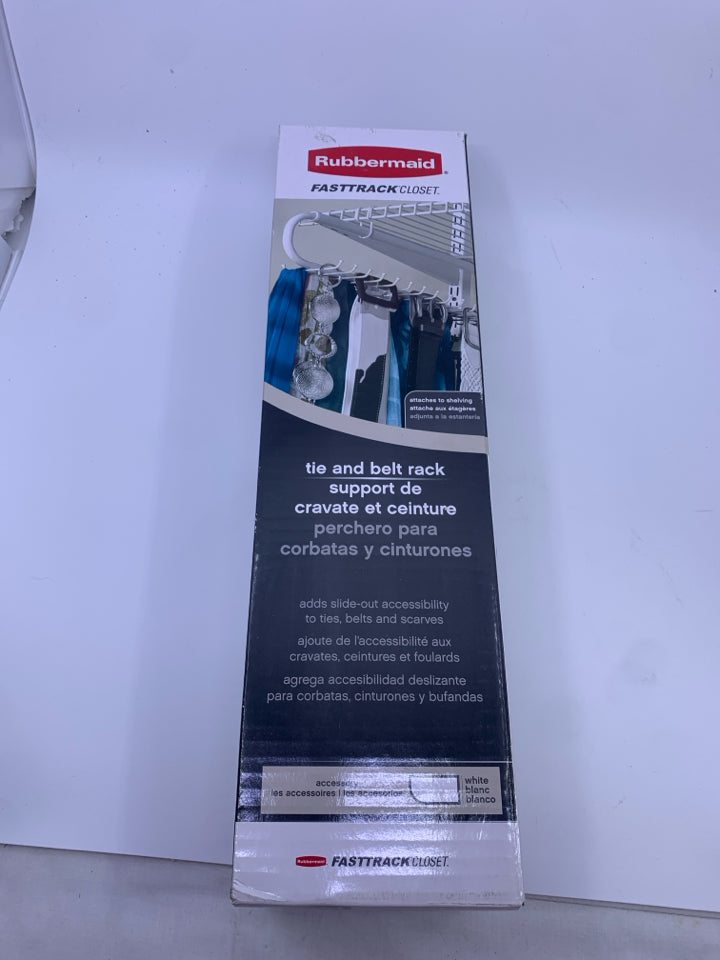 Rubbermaid®
FASTTRACK CLOSET™
attaches to shelving
attache aux étagères
adjunta a la estantería
tie and belt rack
support de
cravate et ceinture
perchero para
corbatas y cinturones
adds slide-out accessibility
to ties, belts and scarves
ajoute de l'accessibilité aux
cravates, ceintures et foulards
agrega accesibilidad deslizante
para corbatas, cinturones y bufandas
accessory
les accessoires | los accesorios
white
blanc
blanco
Rubbermaid FASTTRACK CLOSET™